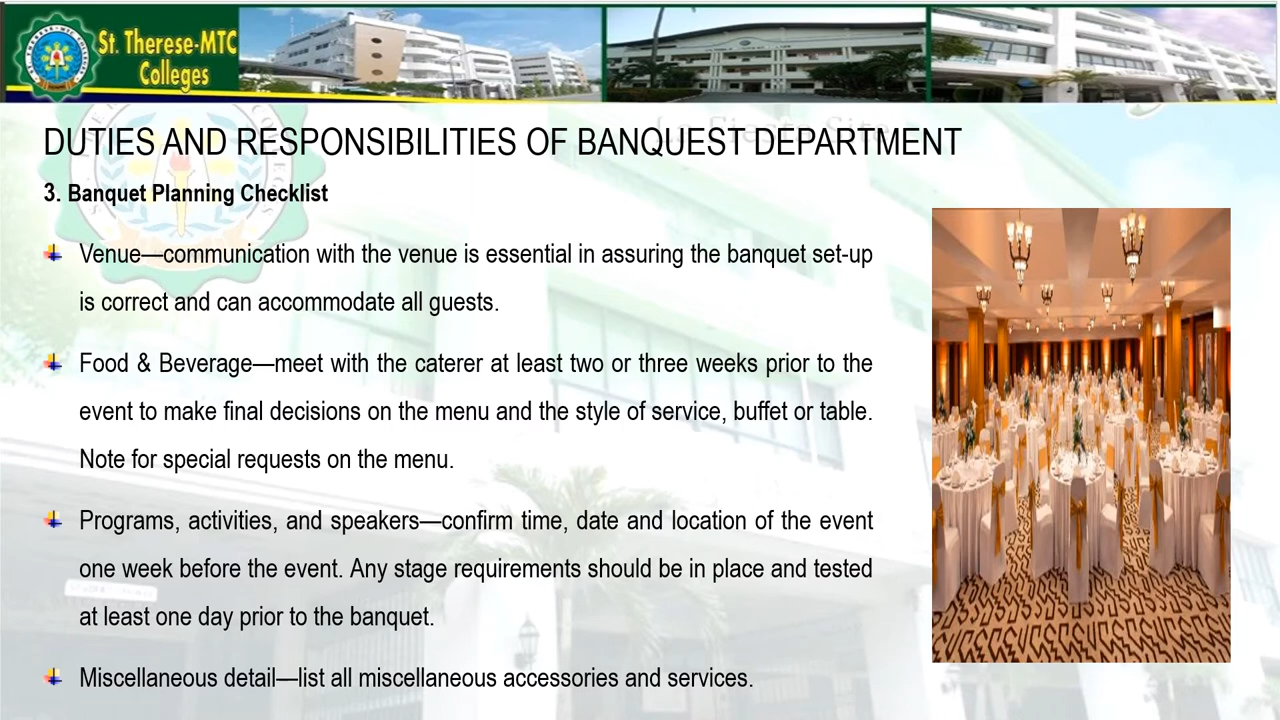 St. Therese-MTC
Colleges
DUTIES AND RESPONSIBILITIES OF BANQUEST DEPARTMENT
3. Banquet Planning Checklist
Venue—communication with the venue is essential in assuring the banquet set-up
is correct and can accommodate all guests.
Food & Beverage—meet with the caterer at least two or three weeks prior to the
event to make final decisions on the menu and the style of service, buffet or table.
Note for special requests on the menu.
Programs, activities, and speakers—confirm time, date and location of the event
one week before the event. Any stage requirements should be in place and tested
at least one day prior to the banquet.
Miscellaneous detail—list all miscellaneous accessories and services.